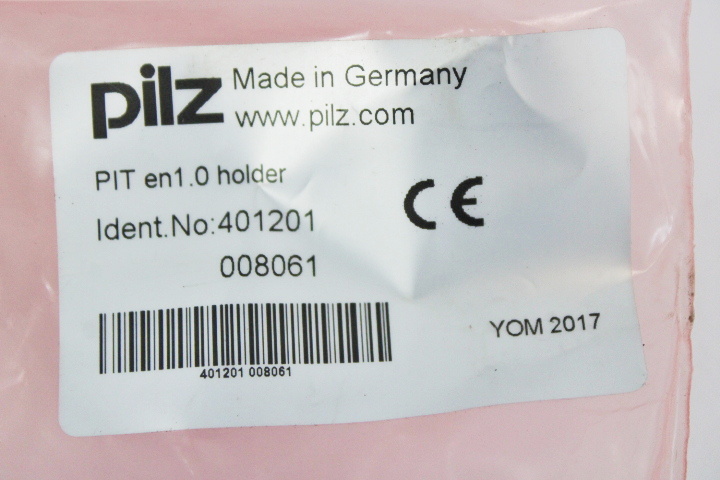 pilz Made in Germany
www.pilz.com
PIT en1.0 holder
Ident.No:401201
008061
CE
YOM 2017
401201 008061